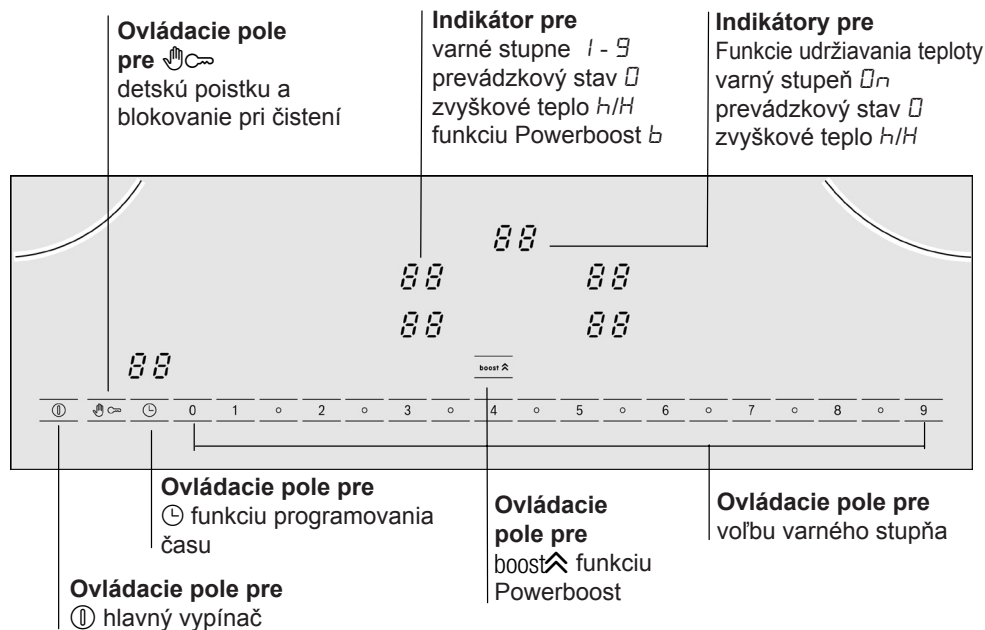 Ovládacie pole
pre
detskú poistku a
blokovanie pri čistení
Indikátor pre
varné stupne 1 - 9
prevádzkový stav 0
zvyškové teplo h/H
funkciu Powerboost b
Indikátory pre
Funkcie udržiavania teploty
varný stupeň 0n
prevádzkový stav 0
zvyškové teplo h/H
88
88 88
88 88
88
boost
0 1 2 3 4 5 6 7 8 9
Ovládacie pole pre
funkciu programovania
času
Ovládacie pole pre
hlavný vypínač
Ovládacie
pole pre
boost funkciu
Powerboost
Ovládacie pole pre
voľbu varného stupňa